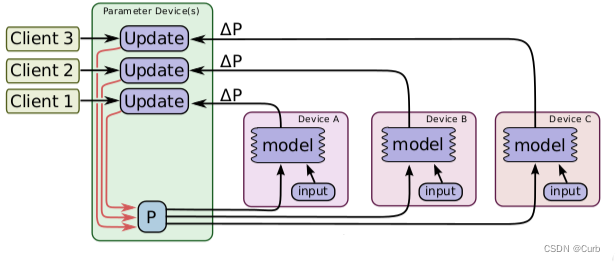 Parameter Device(s)
Client 3
Update
ΔP
Client 2
Update
ΔP
Client 1
Update
ΔP
Device A
model
input
Device B
model
input
Device C
model
input
P
CSDN @Curb